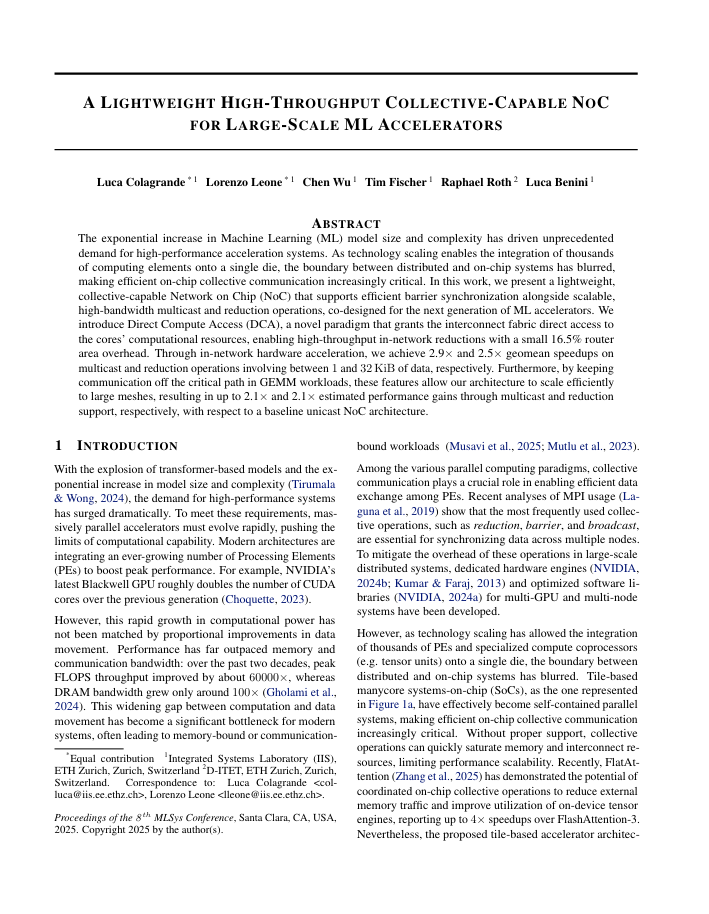 A LIGHTWEIGHT HIGH-THROUGHPUT COLLECTIVE-CAPABLE NOC
FOR LARGE-SCALE ML ACCELERATORS
Luca Colagrande * 1 Lorenzo Leone * 1 Chen Wu 1 Tim Fischer 1 Raphael Roth 2 Luca Benini 1
ABSTRACT
The exponential increase in Machine Learning (ML) model size and complexity has driven unprecedented
demand for high-performance acceleration systems. As technology scaling enables the integration of thousands
of computing elements onto a single die, the boundary between distributed and on-chip systems has blurred,
making efficient on-chip collective communication increasingly critical. In this work, we present a lightweight,
collective-capable Network on Chip (NoC) that supports efficient barrier synchronization alongside scalable,
high-bandwidth multicast and reduction operations, co-designed for the next generation of ML accelerators. We
introduce Direct Compute Access (DCA), a novel paradigm that grants the interconnect fabric direct access to
the cores' computational resources, enabling high-throughput in-network reductions with a small 16.5% router
area overhead. Through in-network hardware acceleration, we achieve 2.9× and 2.5× geomean speedups on
multicast and reduction operations involving between 1 and 32 KiB of data, respectively. Furthermore, by keeping
communication off the critical path in GEMM workloads, these features allow our architecture to scale efficiently
to large meshes, resulting in up to 2.1× and 2.1× estimated performance gains through multicast and reduction
support, respectively, with respect to a baseline unicast NoC architecture.
1 INTRODUCTION
With the explosion of transformer-based models and the ex-
ponential increase in model size and complexity (Tirumala
& Wong, 2024), the demand for high-performance systems
has surged dramatically. To meet these requirements, mas-
sively parallel accelerators must evolve rapidly, pushing the
limits of computational capability. Modern architectures are
integrating an ever-growing number of Processing Elements
(PEs) to boost peak performance. For example, NVIDIA's
latest Blackwell GPU roughly doubles the number of CUDA
cores over the previous generation (Choquette, 2023).
However, this rapid growth in computational power has
not been matched by proportional improvements in data
movement. Performance has far outpaced memory and
communication bandwidth: over the past two decades, peak
FLOPS throughput improved by about 60000×, whereas
DRAM bandwidth grew only around 100× (Gholami et al.,
2024). This widening gap between computation and data
movement has become a significant bottleneck for modern
systems, often leading to memory-bound or communication-
*Equal contribution 1Integrated Systems Laboratory (IIS),
ETH Zurich, Zurich, Switzerland 2D-ITET, ETH Zurich, Zurich,
Switzerland. Correspondence to: Luca Colagrande <col-
luca@iis.ee.ethz.ch>, Lorenzo Leone <lleone@iis.ee.ethz.ch>.
Proceedings of the 8th MLSys Conference, Santa Clara, CA, USA,
2025. Copyright 2025 by the author(s).
bound workloads (Musavi et al., 2025; Mutlu et al., 2023).
Among the various parallel computing paradigms, collective
communication plays a crucial role in enabling efficient data
exchange among PEs. Recent analyses of MPI usage (La-
guna et al., 2019) show that the most frequently used collec-
tive operations, such as reduction, barrier, and broadcast,
are essential for synchronizing data across multiple nodes.
To mitigate the overhead of these operations in large-scale
distributed systems, dedicated hardware engines (NVIDIA,
2024b; Kumar & Faraj, 2013) and optimized software li-
braries (NVIDIA, 2024a) for multi-GPU and multi-node
systems have been developed.
However, as technology scaling has allowed the integration
of thousands of PEs and specialized compute coprocessors
(e.g. tensor units) onto a single die, the boundary between
distributed and on-chip systems has blurred. Tile-based
manycore systems-on-chip (SoCs), as the one represented
in Figure 1a, have effectively become self-contained parallel
systems, making efficient on-chip collective communication
increasingly critical. Without proper support, collective
operations can quickly saturate memory and interconnect re-
sources, limiting performance scalability. Recently, FlatAt-
tention (Zhang et al., 2025) has demonstrated the potential of
coordinated on-chip collective operations to reduce external
memory traffic and improve utilization of on-device tensor
engines, reporting up to 4× speedups over FlashAttention-3.
Nevertheless, the proposed tile-based accelerator architec-